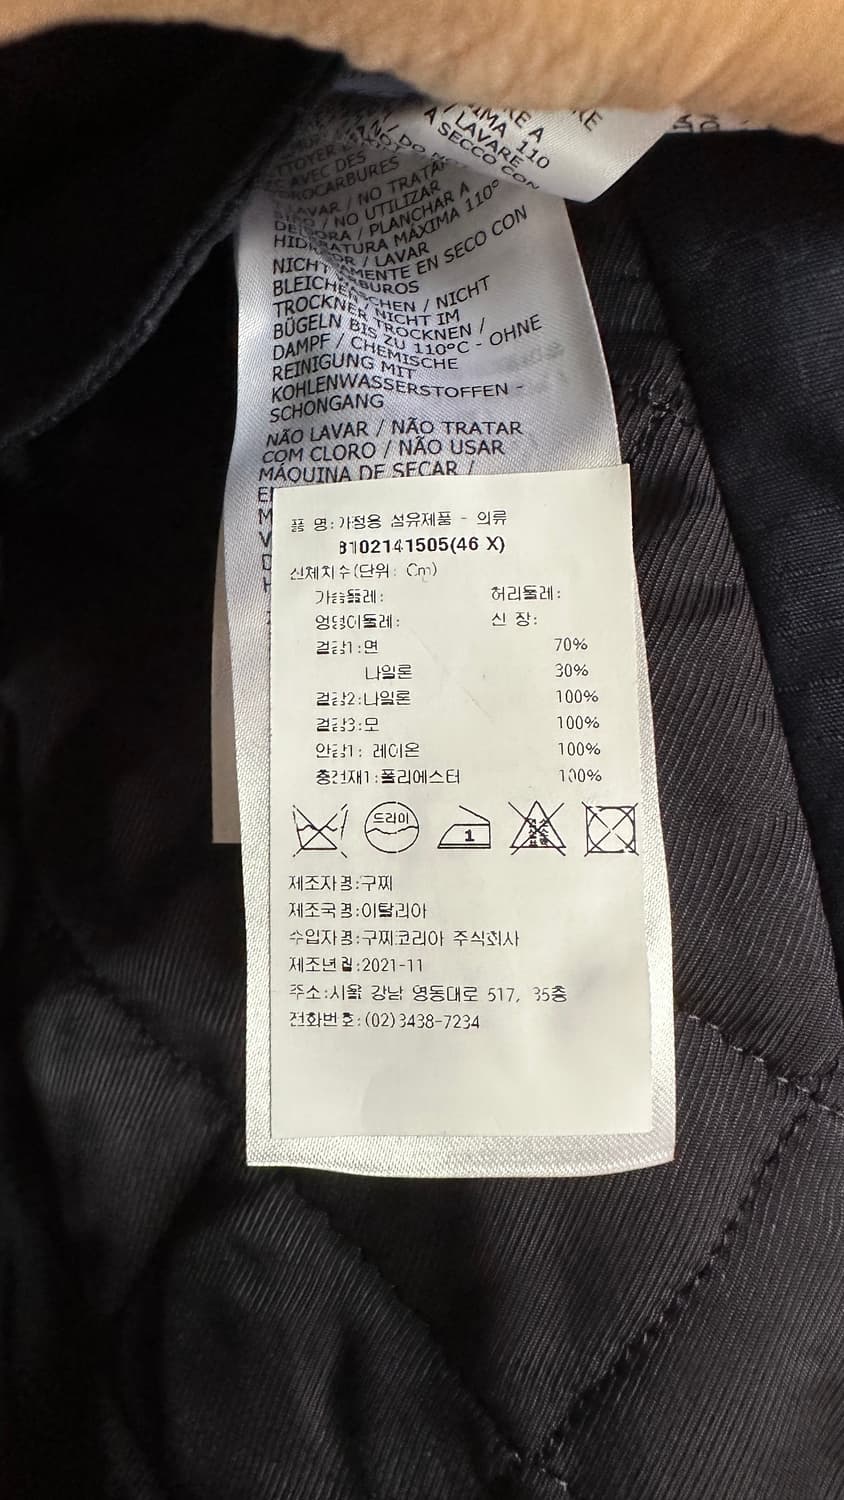 RE A
RE
IMA 110
/ LAVARE
A SECCO CON
AVEC DES
LAVAR / NO TRATAR
/ NO UTILIZAR
/ PLANCHAR A
MÁXIMA 110°
/ LAVAR
EN SECO CON
NICHT
BLEICHEN / NICHT
TROCKNER / NICHT IM
TROCKNEN /
BÜGELN BIS ZU 110°C - OHNE
DAMPF / CHEMISCHE
REINIGUNG MIT
KOHLENWASSERSTOFFEN -
SCHONGANG
NÃO LAVAR / NÃO TRATAR
COM CLORO / NÃO USAR
MÁQUINA DE SECAR /
품 명: 가정용 섬유제품 - 의류
8102141505(46 X)
신체치수(단위: Cm)
가슴둘레: 허리둘레:
엉덩이둘레: 신 장:
겉감1:면 70%
나일론 30%
겉감2:나일론 100%
겉감3:모 100%
안감1: 레이온 100%
충전재1:폴리에스터 100%
드라이
1
제조자명:구찌
제조국명:이탈리아
수입자명:구찌코리아 주식회사
제조년월:2021-11
주소:서울 강남 영동대로 517, 35층
전화번호:(02)3438-7234